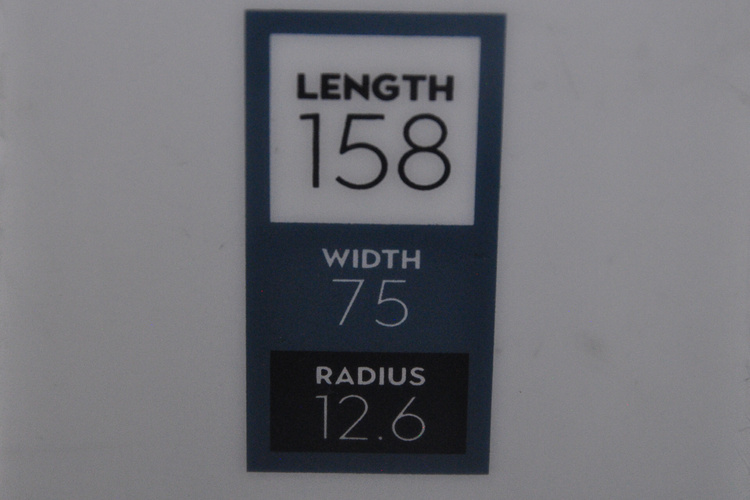 LENGTH
158
WIDTH
75
RADIUS
12.6